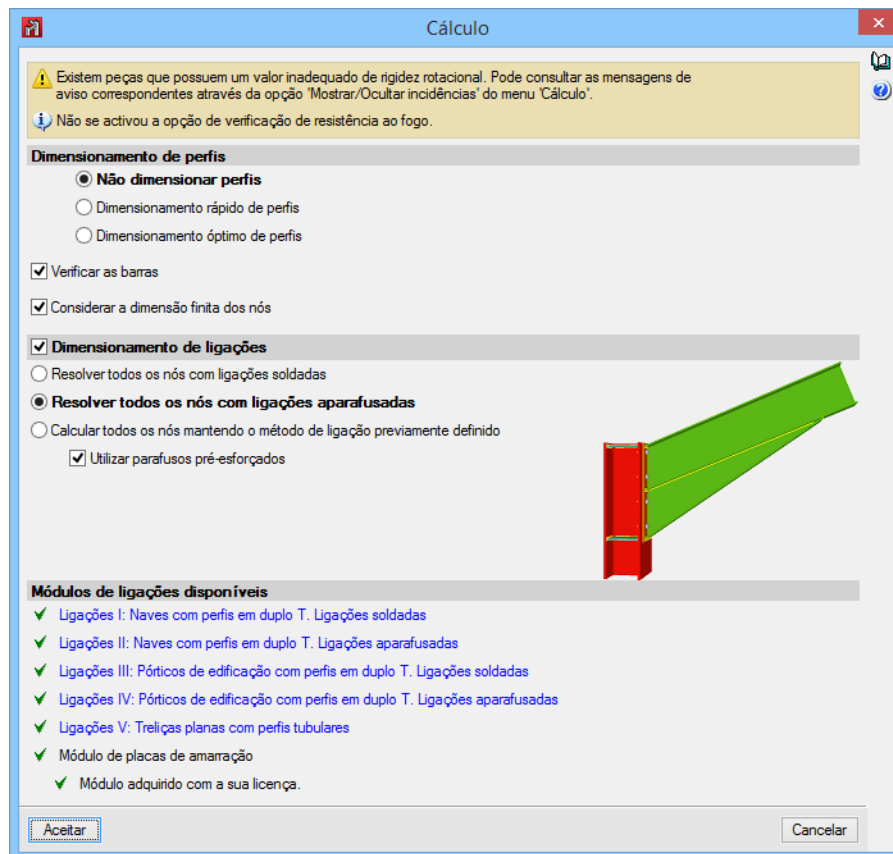 Cálculo
Existem peças que possuem um valor inadequado de rigidez rotacional. Pode consultar as mensagens de
aviso correspondentes através da opção 'Mostrar/Ocultar incidências' do menu 'Cálculo'.
Não se activou a opção de verificação de resistência ao fogo.
Dimensionamento de perfis
Não dimensionar perfis
Dimensionamento rápido de perfis
Dimensionamento óptimo de perfis
Verificar as barras
Considerar a dimensão finita dos nós
Dimensionamento de ligações
Resolver todos os nós com ligações soldadas
Resolver todos os nós com ligações aparafusadas
Calcular todos os nós mantendo o método de ligação previamente definido
Utilizar parafusos pré-esforçados
Módulos de ligações disponíveis
Ligações I: Naves com perfis em duplo T. Ligações soldadas
Ligações II: Naves com perfis em duplo T. Ligações aparafusadas
Ligações III: Pórticos de edificação com perfis em duplo T. Ligações soldadas
Ligações IV: Pórticos de edificação com perfis em duplo T. Ligações aparafusadas
Ligações V: Treliças planas com perfis tubulares
Módulo de placas de amarração
Módulo adquirido com a sua licença.
Aceitar
Cancelar